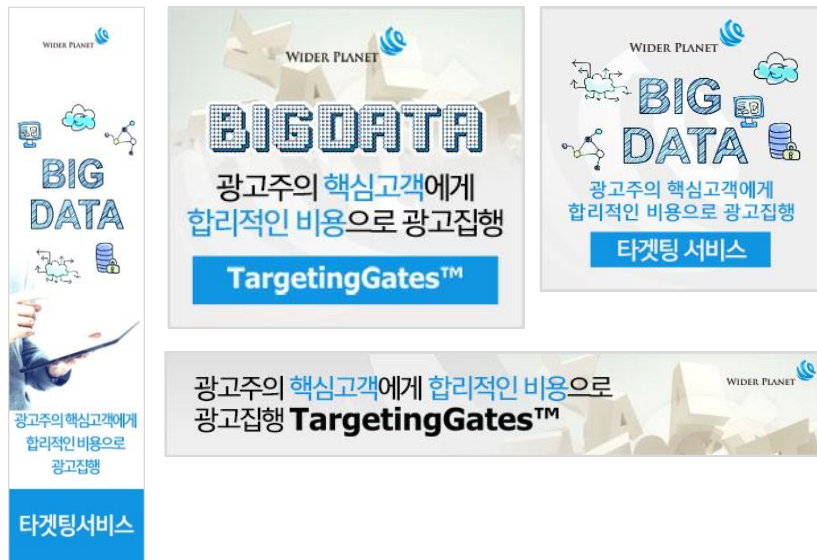 WIDER PLANET
BIG
DATA
광고주의 핵심고객에게
합리적인 비용으로
광고집행
타겟팅서비스
WIDER PLANET
BIGDATA
광고주의 핵심고객에게
합리적인 비용으로 광고집행
TargetingGates™
WIDER PLANET
BIG
DATA
광고주의 핵심고객에게
합리적인 비용으로 광고집행
타겟팅 서비스
광고주의 핵심고객에게 합리적인 비용으로
광고집행 TargetingGates™
WIDER PLANET